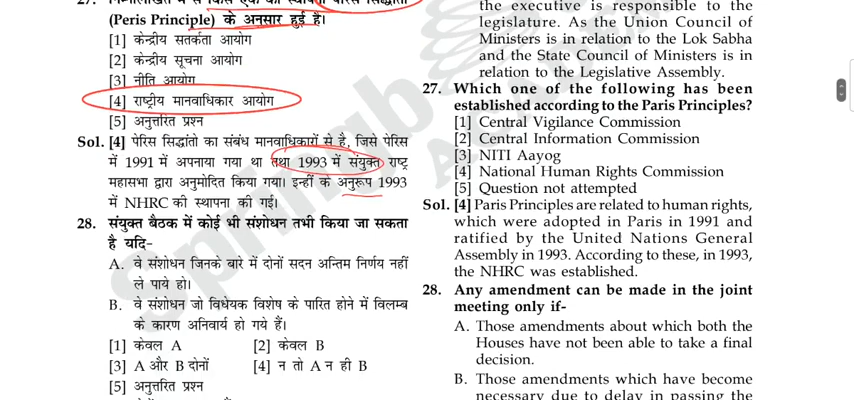 (Peris Principle) के अनुसार हुई है।
[1] केन्द्रीय सतर्कता आयोग
[2] केन्द्रीय सूचना आयोग
[3] नीति आयोग
[4] राष्ट्रीय मानवाधिकार आयोग
[5] अनुत्तरित प्रश्न
Sol. [4] पेरिस सिद्धांतो का संबंध मानवाधिकारों से है, जिसे पेरिस
में 1991 में अपनाया गया था तथा 1993 में संयुक्त राष्ट्र
महासभा द्वारा अनुमोदित किया गया। इन्हीं के अनुरूप 1993
में NHRC की स्थापना की गई।
28. संयुक्त बैठक में कोई भी संशोधन तभी किया जा सकता
है यदि-
A. वे संशोधन जिनके बारे में दोनों सदन अन्तिम निर्णय नहीं
ले पाये हो।
B. वे संशोधन जो विधेयक विशेष के पारित होने में विलम्ब
के कारण अनिवार्य हो गये हैं।
[1] केवल A [2] केवल B
[3] A और B दोनों [4] न तो A न ही B
[5] अनुत्तरित प्रश्न
the executive is responsible to the
legislature. As the Union Council of
Ministers is in relation to the Lok Sabha
and the State Council of Ministers is in
relation to the Legislative Assembly.
27. Which one of the following has been
established according to the Paris Principles?
[1] Central Vigilance Commission
[2] Central Information Commission
[3] NITI Aayog
[4] National Human Rights Commission
[5] Question not attempted
Sol. [4] Paris Principles are related to human rights,
which were adopted in Paris in 1991 and
ratified by the United Nations General
Assembly in 1993. According to these, in 1993,
the NHRC was established.
28. Any amendment can be made in the joint
meeting only if-
A. Those amendments about which both the
Houses have not been able to take a final
decision.
B. Those amendments which have become
necessary due to delay in passing the